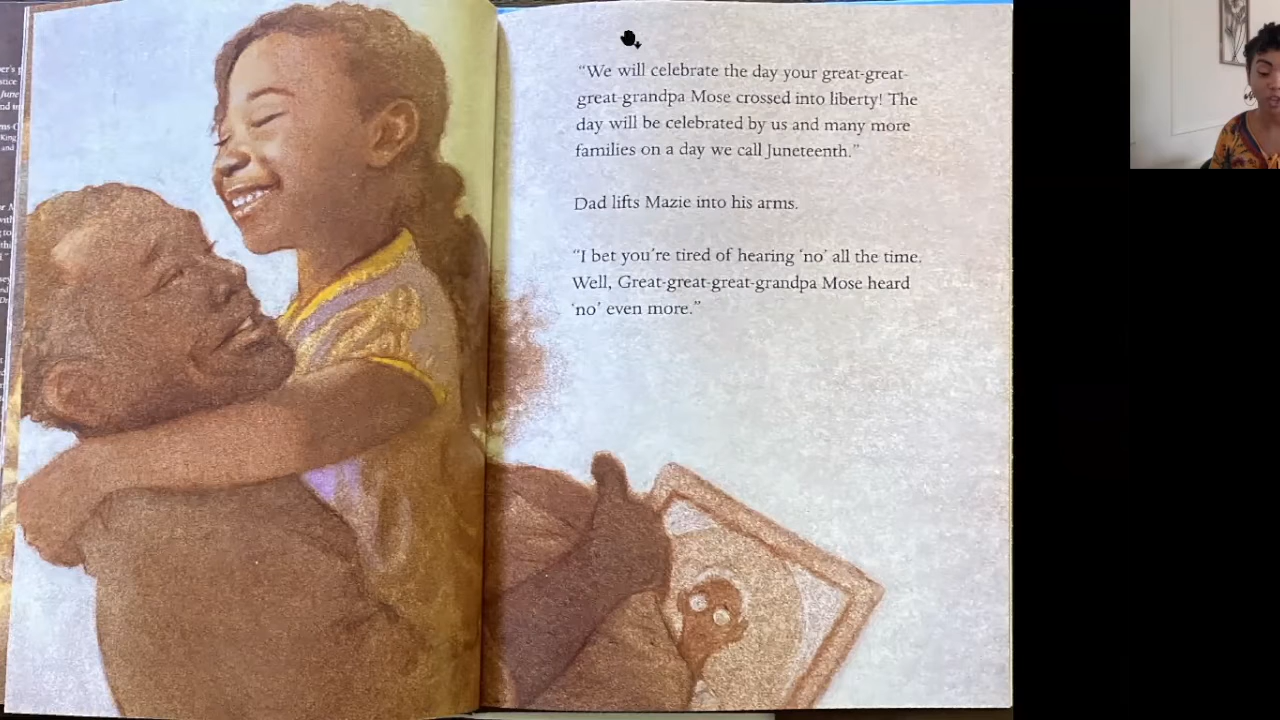 “We will celebrate the day your great-great-
great-grandpa Mose crossed into liberty! The
day will be celebrated by us and many more
families on a day we call Juneteenth.”
Dad lifts Mazie into his arms.
“I bet you’re tired of hearing ‘no’ all the time.
Well, Great-great-great-grandpa Mose heard
‘no’ even more.”